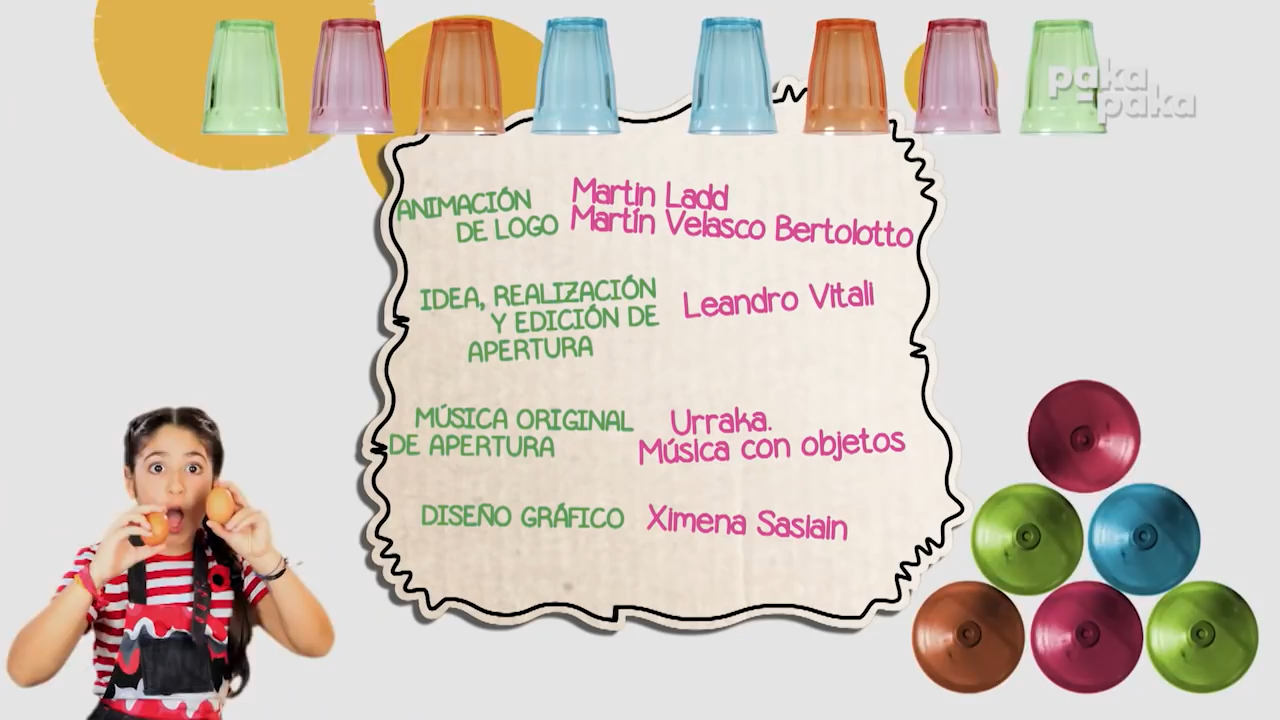 paka
-paka
ANIMACIÓN
DE LOGO
Martin Ladd
Martín Velasco Bertolotto
IDEA, REALIZACIÓN
Y EDICIÓN DE
APERTURA
Leandro Vitali
MÚSICA ORIGINAL
DE APERTURA
Urraka.
Música con objetos
DISEÑO GRÁFICO
Ximena Saslain